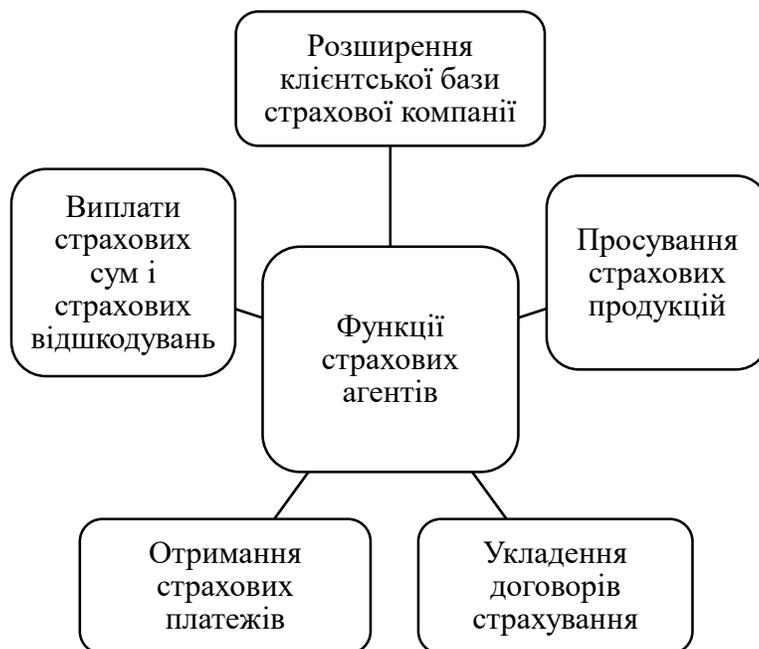 Розширення
клієнтської бази
страхової компанії
Виплати
страхових
сум і
страхових
відшкодувань
Просування
страхових
продукцій
Функції
страхових
агентів
Отримання
страхових
платежів
Укладення
договорів
страхування